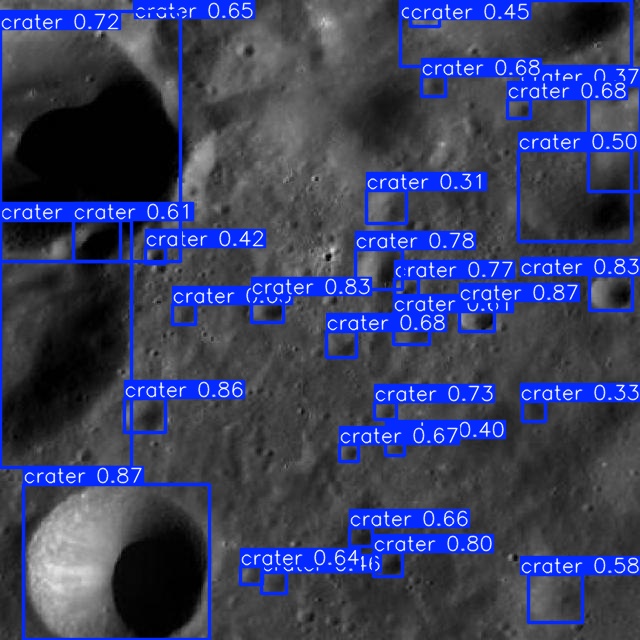 crater 0.65
crater 0.45
crater 0.72
crater 0.68
0.37
crater 0.68
crater 0.50
crater 0.31
crater
crater 0.61
crater 0.42
crater 0.78
crater 0.77
crater 0.83
crater
crater 0.83
crater 0.87
crater
crater 0.68
crater 0.86
crater 0.73
crater 0.33
crater 0.67
0.40
crater 0.87
crater 0.66
crater 0.80
crater 0.64
crater 0.58